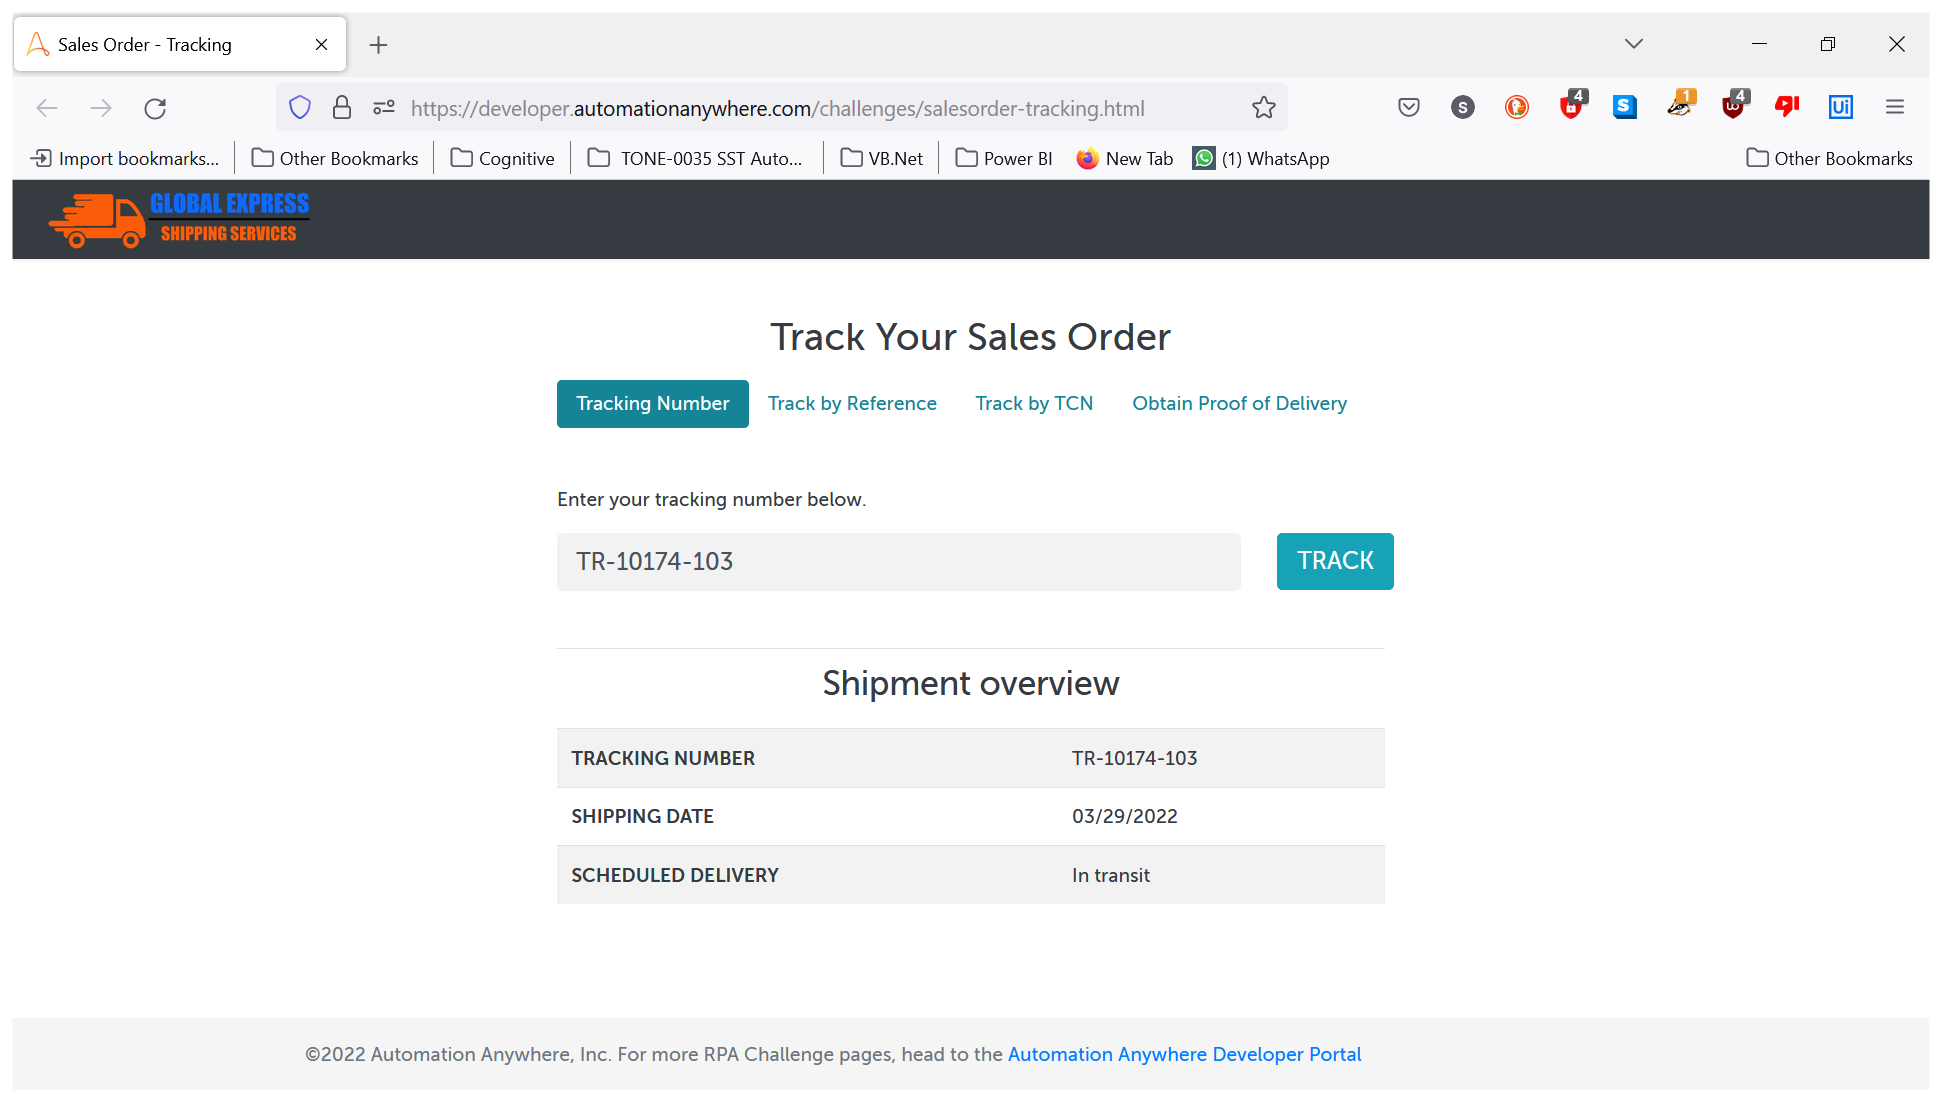 Sales Order - Tracking
https://developer.automationanywhere.com/challenges/salesorder-tracking.html
S
4
S
1
4
Ui
Import bookmarks...
Other Bookmarks
Cognitive
TONE-0035 SST Auto...
VB.Net
Power BI
New Tab
(1) WhatsApp
Other Bookmarks
GLOBAL EXPRESS
SHIPPING SERVICES
Track Your Sales Order
Tracking Number
Track by Reference
Track by TCN
Obtain Proof of Delivery
Enter your tracking number below.
TR-10174-103
TRACK
Shipment overview
TRACKING NUMBER TR-10174-103
SHIPPING DATE 03/29/2022
SCHEDULED DELIVERY In transit
©2022 Automation Anywhere, Inc. For more RPA Challenge pages, head to the Automation Anywhere Developer Portal